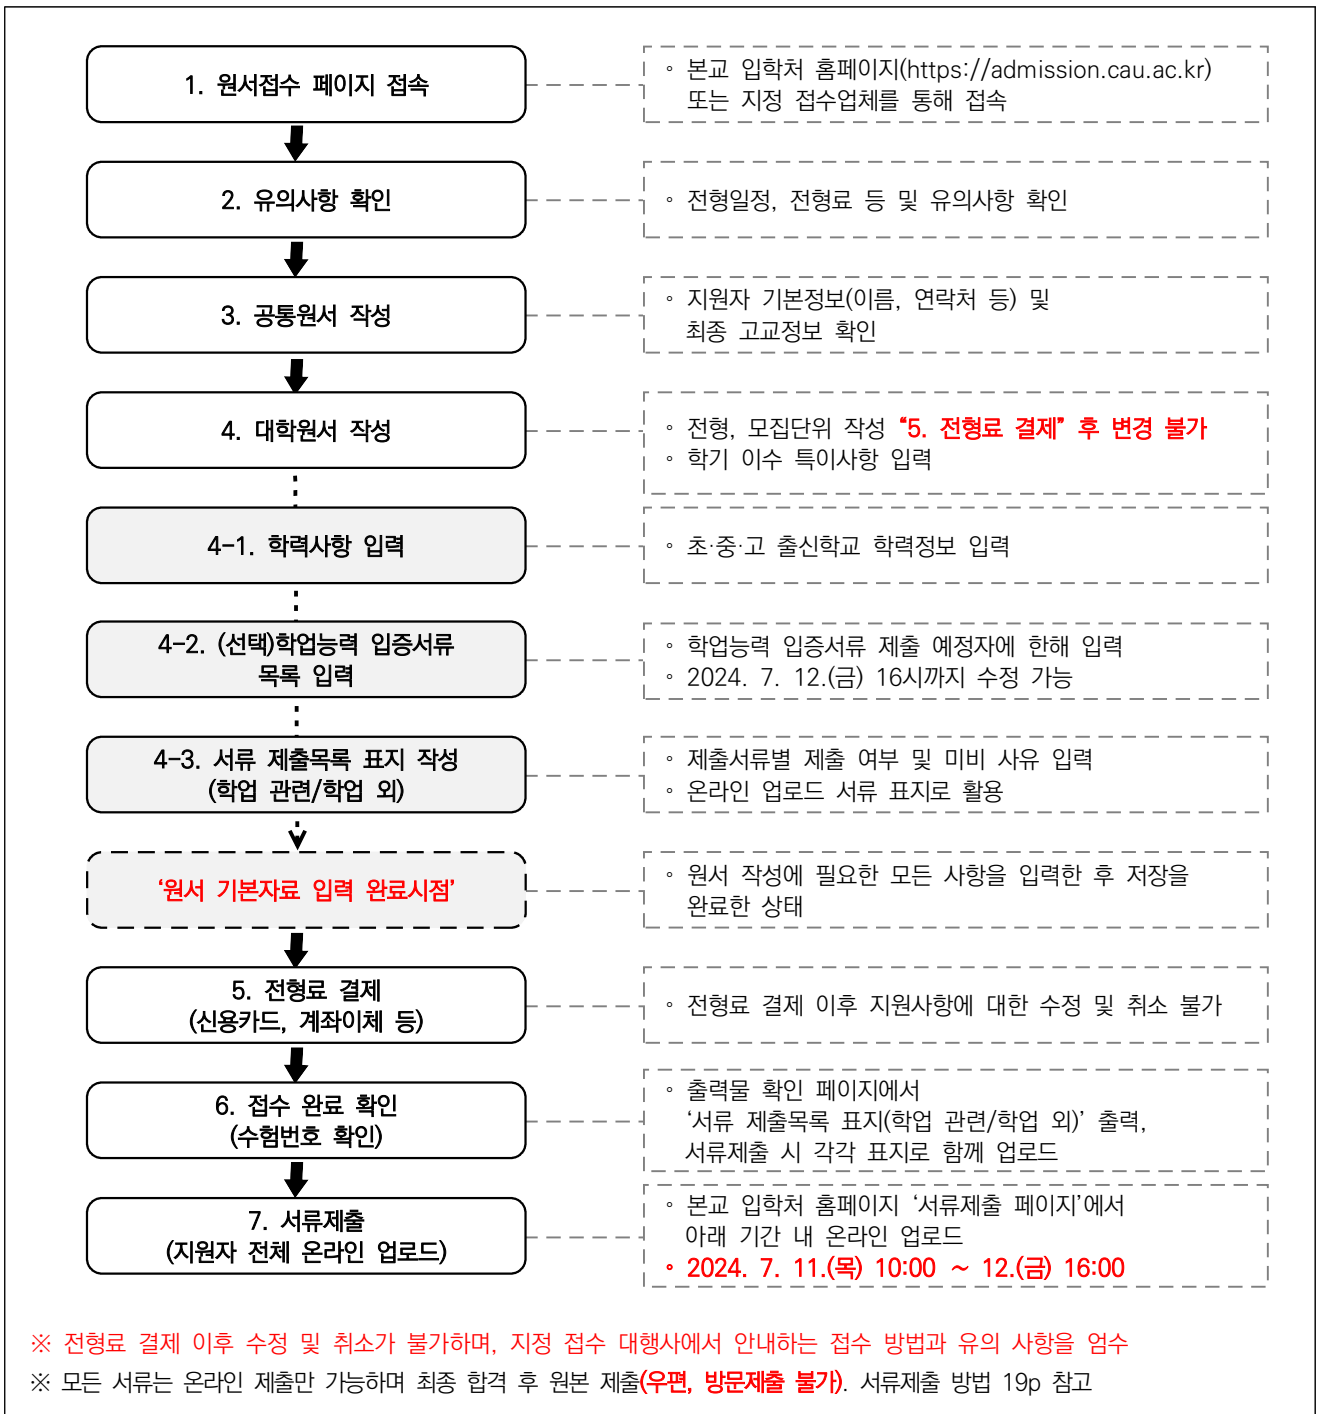 1. 원서접수 페이지 접속
◦ 본교 입학처 홈페이지(https://admission.cau.ac.kr)
또는 지정 접수업체를 통해 접속
2. 유의사항 확인
◦ 전형일정, 전형료 등 및 유의사항 확인
3. 공통원서 작성
◦ 지원자 기본정보(이름, 연락처 등) 및
최종 고교정보 확인
4. 대학원서 작성
◦ 전형, 모집단위 작성 “5. 전형료 결제” 후 변경 불가
◦ 학기 이수 특이사항 입력
4-1. 학력사항 입력
◦ 초·중·고 출신학교 학력정보 입력
4-2. (선택)학업능력 입증서류
목록 입력
◦ 학업능력 입증서류 제출 예정자에 한해 입력
◦ 2024. 7. 12.(금) 16시까지 수정 가능
4-3. 서류 제출목록 표지 작성
(학업 관련/학업 외)
◦ 제출서류별 제출 여부 및 미비 사유 입력
◦ 온라인 업로드 서류 표지로 활용
‘원서 기본자료 입력 완료시점’
◦ 원서 작성에 필요한 모든 사항을 입력한 후 저장을
완료한 상태
5. 전형료 결제
(신용카드, 계좌이체 등)
◦ 전형료 결제 이후 지원사항에 대한 수정 및 취소 불가
6. 접수 완료 확인
(수험번호 확인)
◦ 출력물 확인 페이지에서
‘서류 제출목록 표지(학업 관련/학업 외)’ 출력,
서류제출 시 각각 표지로 함께 업로드
7. 서류제출
(지원자 전체 온라인 업로드)
◦ 본교 입학처 홈페이지 ‘서류제출 페이지’에서
아래 기간 내 온라인 업로드
◦ 2024. 7. 11.(목) 10:00 ~ 12.(금) 16:00
※ 전형료 결제 이후 수정 및 취소가 불가하며, 지정 접수 대행사에서 안내하는 접수 방법과 유의 사항을 엄수
※ 모든 서류는 온라인 제출만 가능하며 최종 합격 후 원본 제출(우편, 방문제출 불가). 서류제출 방법 19p 참고